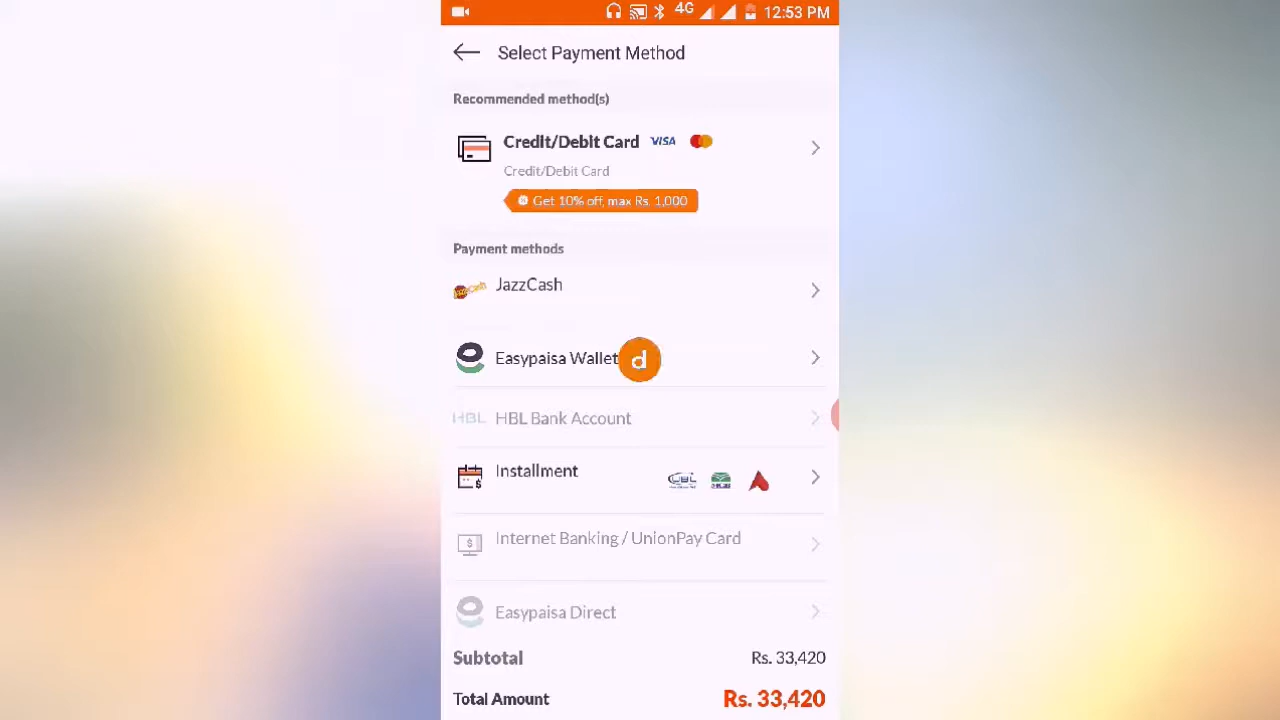 4G 12:53 PM
Select Payment Method
Recommended method(s)
Credit/Debit Card VISA
Credit/Debit Card
Get 10% off, max Rs. 1,000
Payment methods
JazzCash
Easypaisa Wallet d
HBL HBL Bank Account
Installment UBL
Internet Banking / UnionPay Card
Easypaisa Direct
Subtotal Rs. 33,420
Total Amount Rs. 33,420